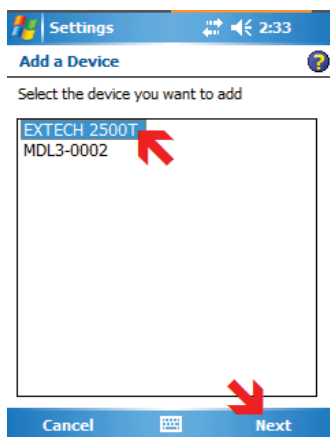 Settings 2:33
Add a Device
?
Select the device you want to add
EXTECH 2500T
MDL3-0002
Cancel Next